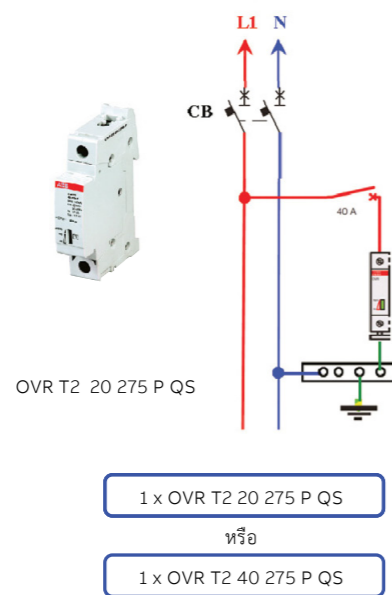 L1 N
CB
40 A
ABB
OVR T2 20 275 P QS
1 x OVR T2 20 275 P QS
หรือ
1 x OVR T2 40 275 P QS